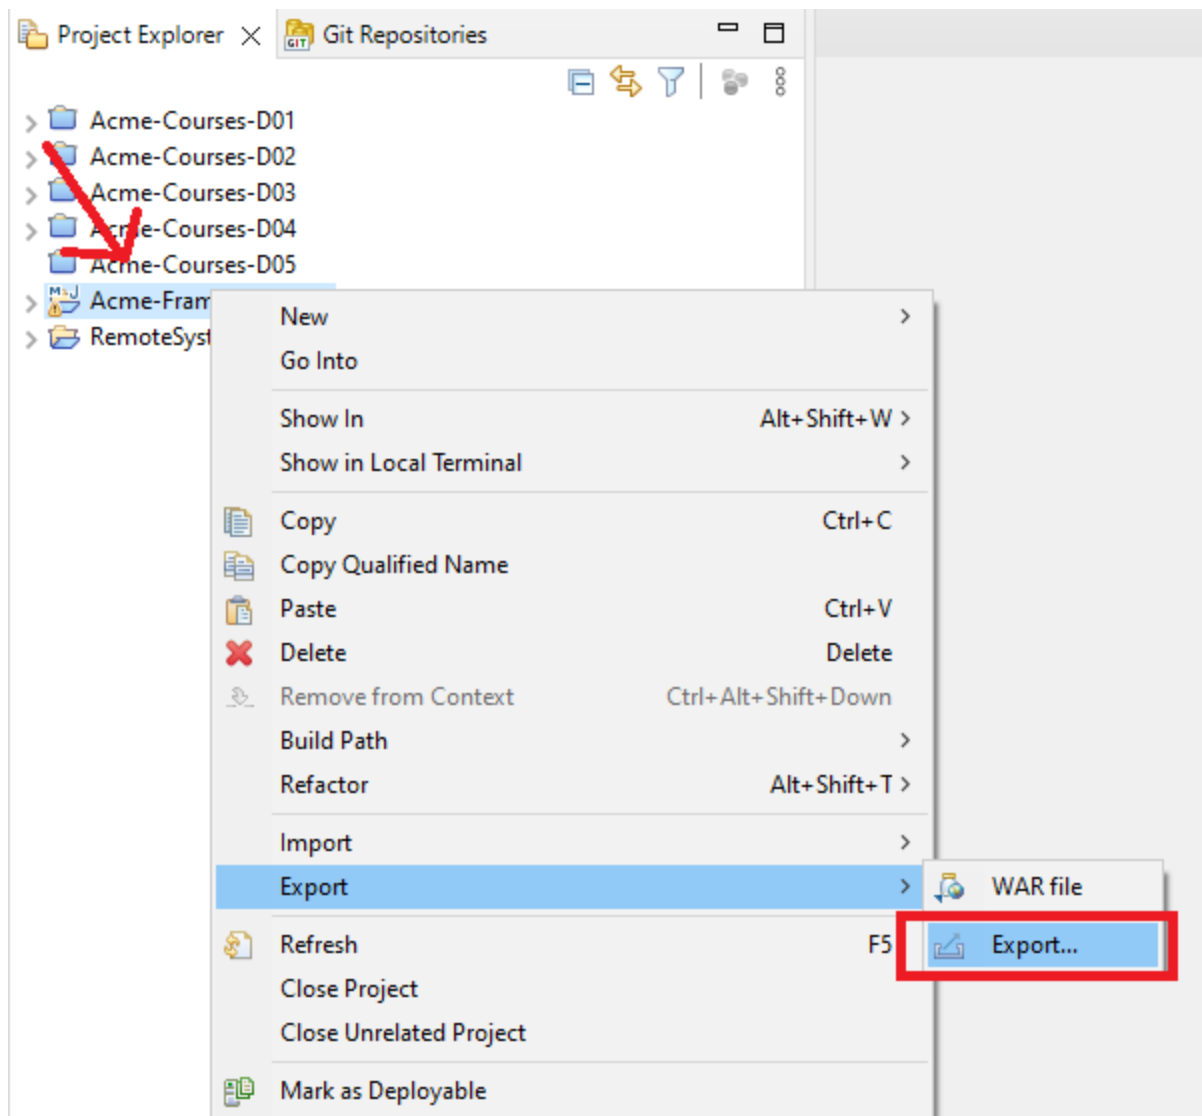 Project Explorer
Git Repositories
Acme-Courses-D01
Acme-Courses-D02
Acme-Courses-D03
Acme-Courses-D04
Acme-Courses-D05
Acme-Fram
RemoteSyst
New
Go Into
Show In Alt+Shift+W
Show in Local Terminal
Copy Ctrl+C
Copy Qualified Name
Paste Ctrl+V
Delete Delete
Remove from Context Ctrl+Alt+Shift+Down
Build Path
Refactor Alt+Shift+T
Import
Export
WAR file
Refresh F5
Export...
Close Project
Close Unrelated Project
Mark as Deployable